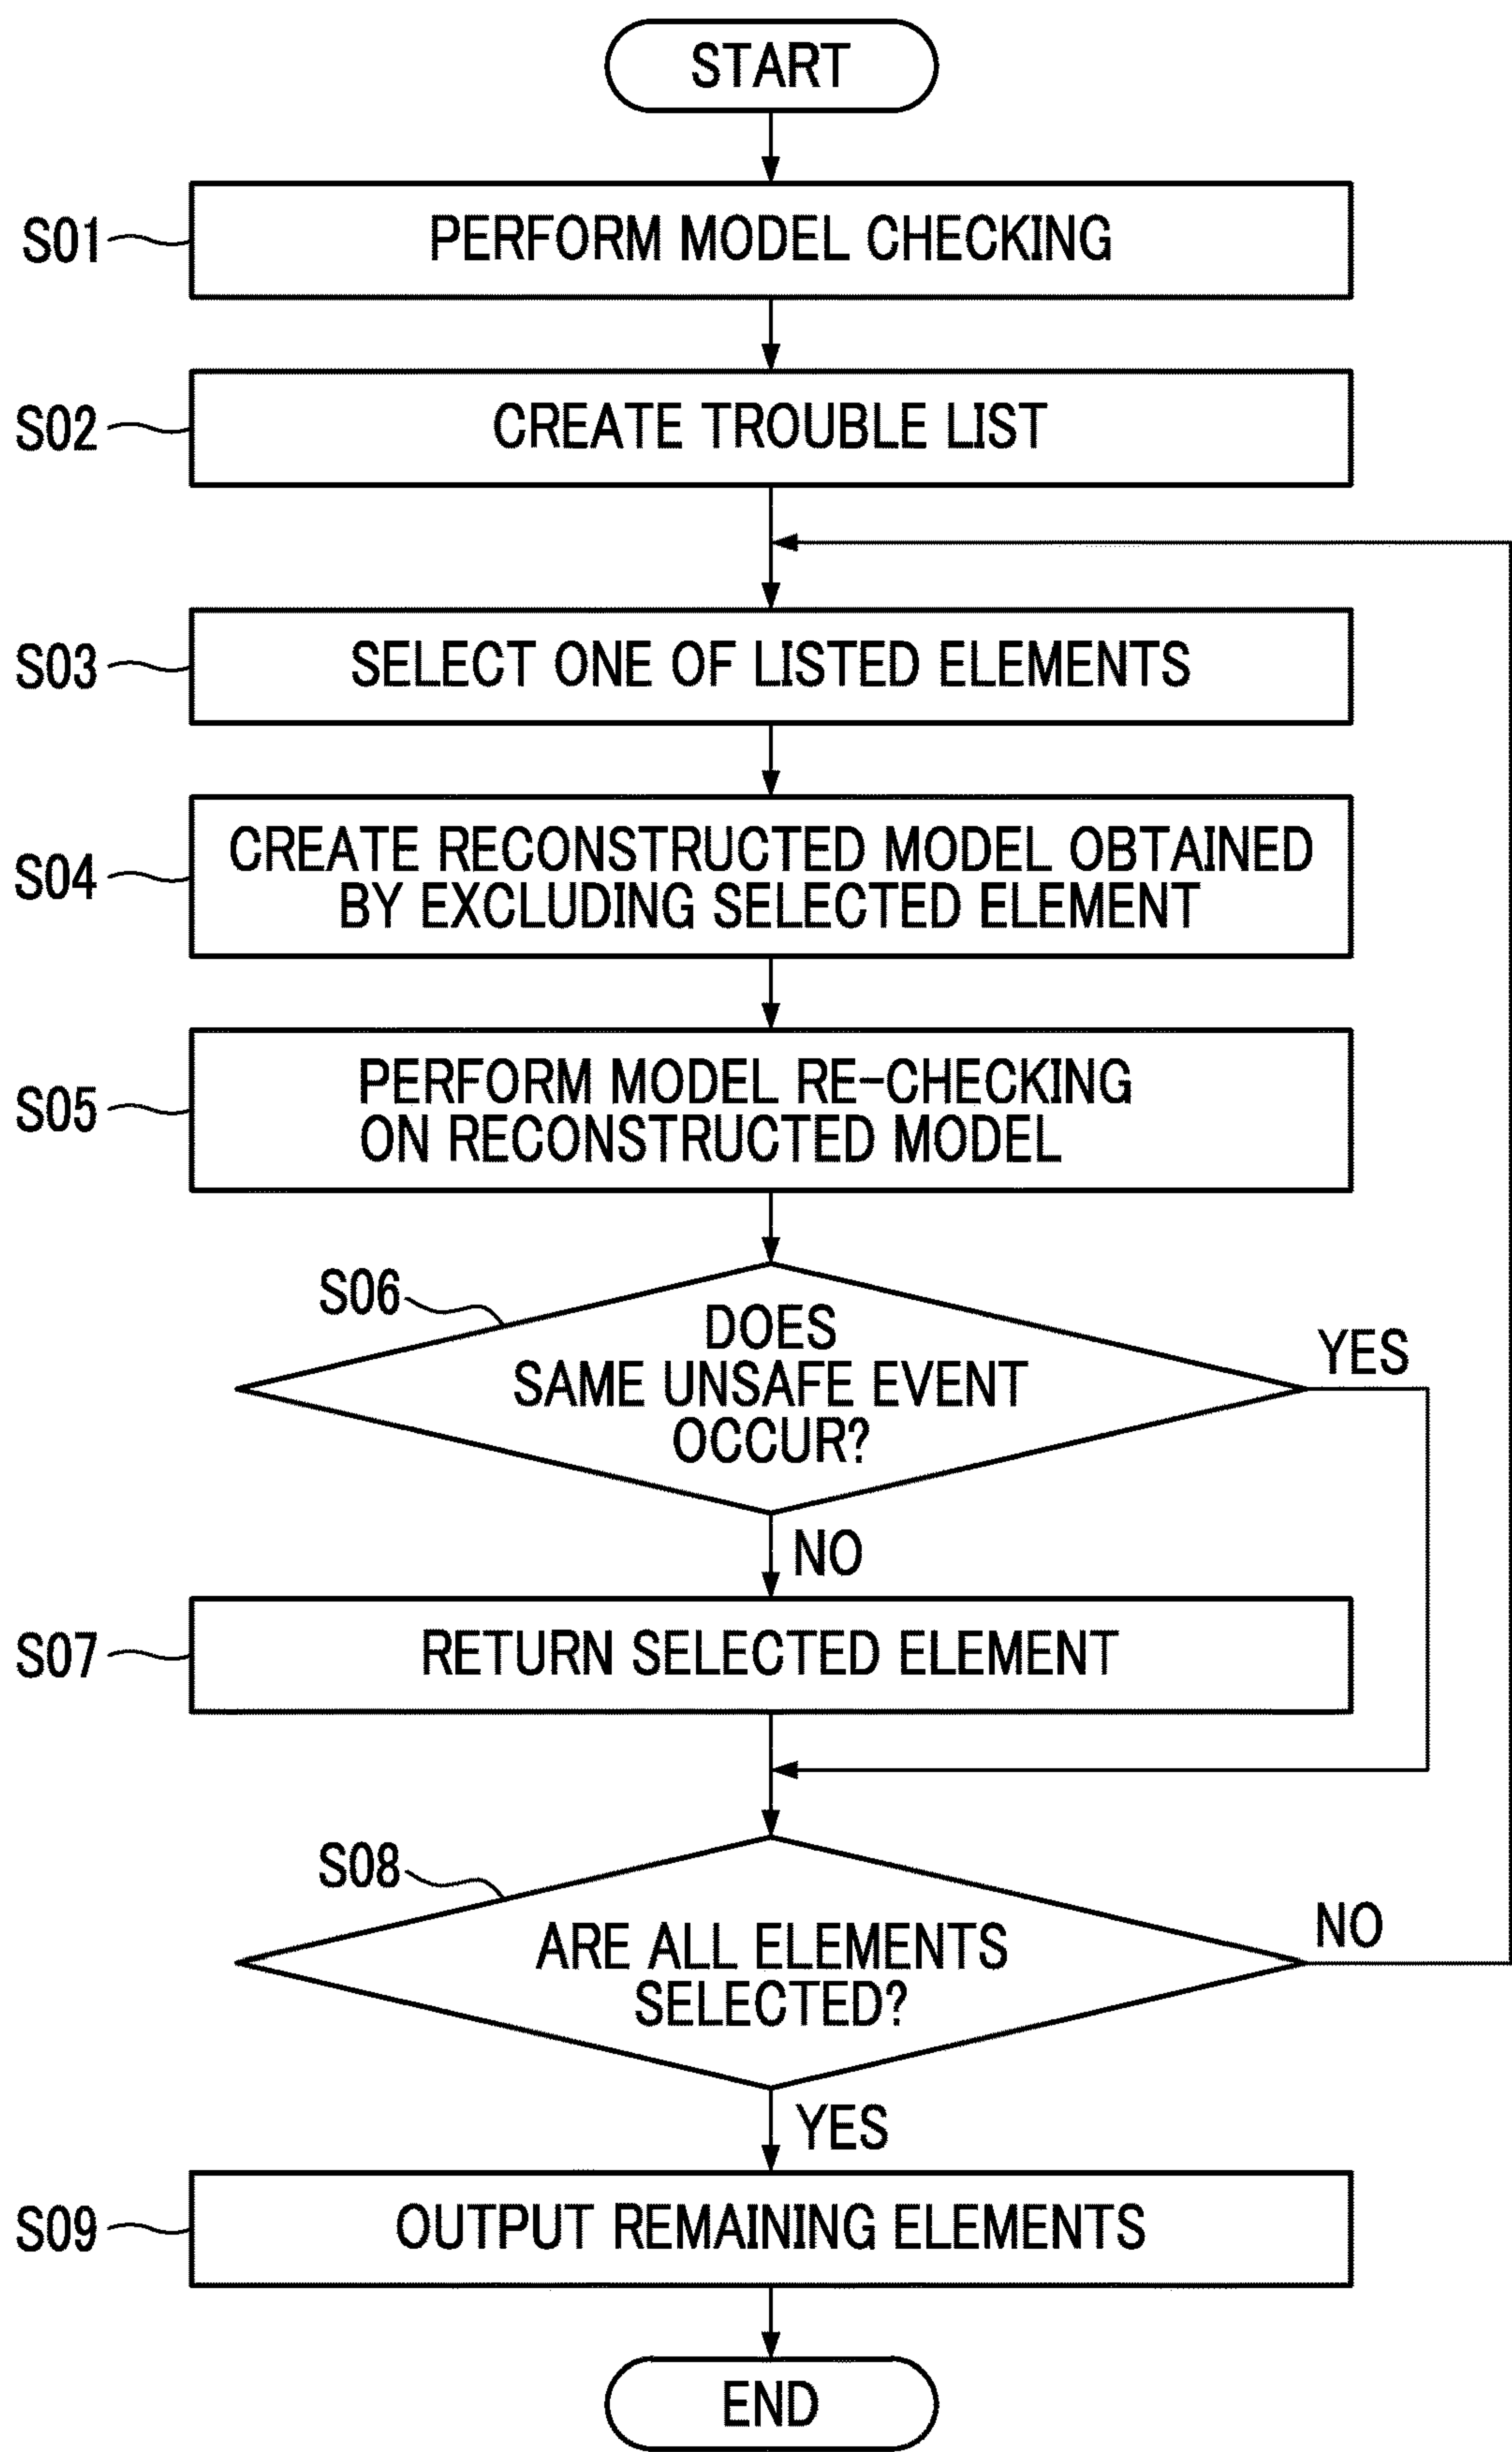 START
S01
PERFORM MODEL CHECKING
S02
CREATE TROUBLE LIST
S03
SELECT ONE OF LISTED ELEMENTS
S04
CREATE RECONSTRUCTED MODEL OBTAINED
BY EXCLUDING SELECTED ELEMENT
S05
PERFORM MODEL RE-CHECKING
ON RECONSTRUCTED MODEL
S06
DOES
SAME UNSAFE EVENT
OCCUR?
YES
NO
S07
RETURN SELECTED ELEMENT
S08
ARE ALL ELEMENTS
SELECTED?
NO
YES
S09
OUTPUT REMAINING ELEMENTS
END